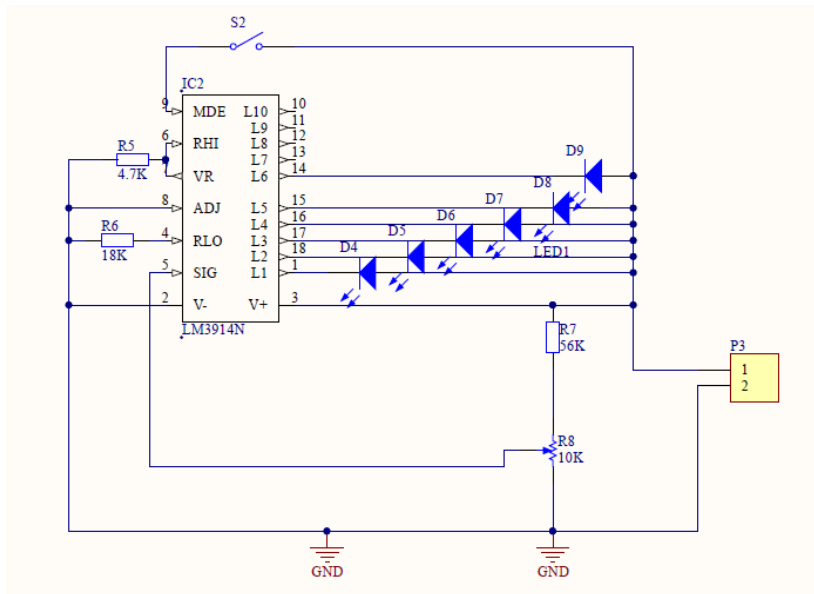 S2
IC2
9 MDE L10 10
L9 11
6 RHI L8 12
L7 13
R5
4.7K
VR L6 14
D9
D8
8 ADJ L5 15
D7
L4 16
D6
R6
18K
4 RLO L3 17
D5
L2 18
D4
LED1
5 SIG L1 1
2 V- V+ 3
LM3914N
R7
56K
P3
1
2
R8
10K
GND
GND